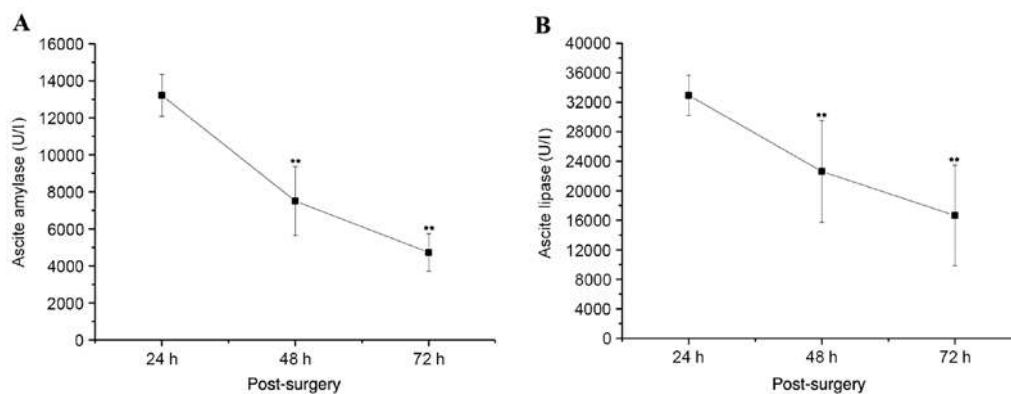 A
16000
14000
12000
10000
8000
6000
4000
2000
0
Ascite amylase (U/l)
**
**
24 h
48 h
72 h
Post-surgery
B
40000
36000
32000
28000
24000
20000
16000
12000
8000
4000
0
Ascite lipase (U/l)
**
**
24 h
48 h
72 h
Post-surgery